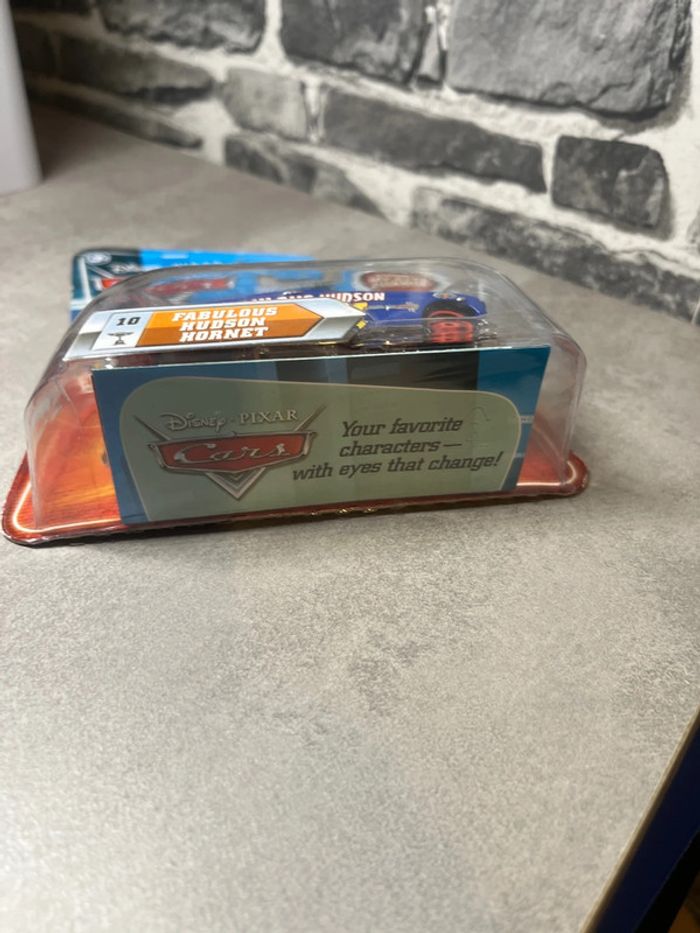 HUDSON
10
FABULOUS
HUDSON
HORNET
Disney·PIXAR
Cars
Your favorite
characters—
with eyes that change!